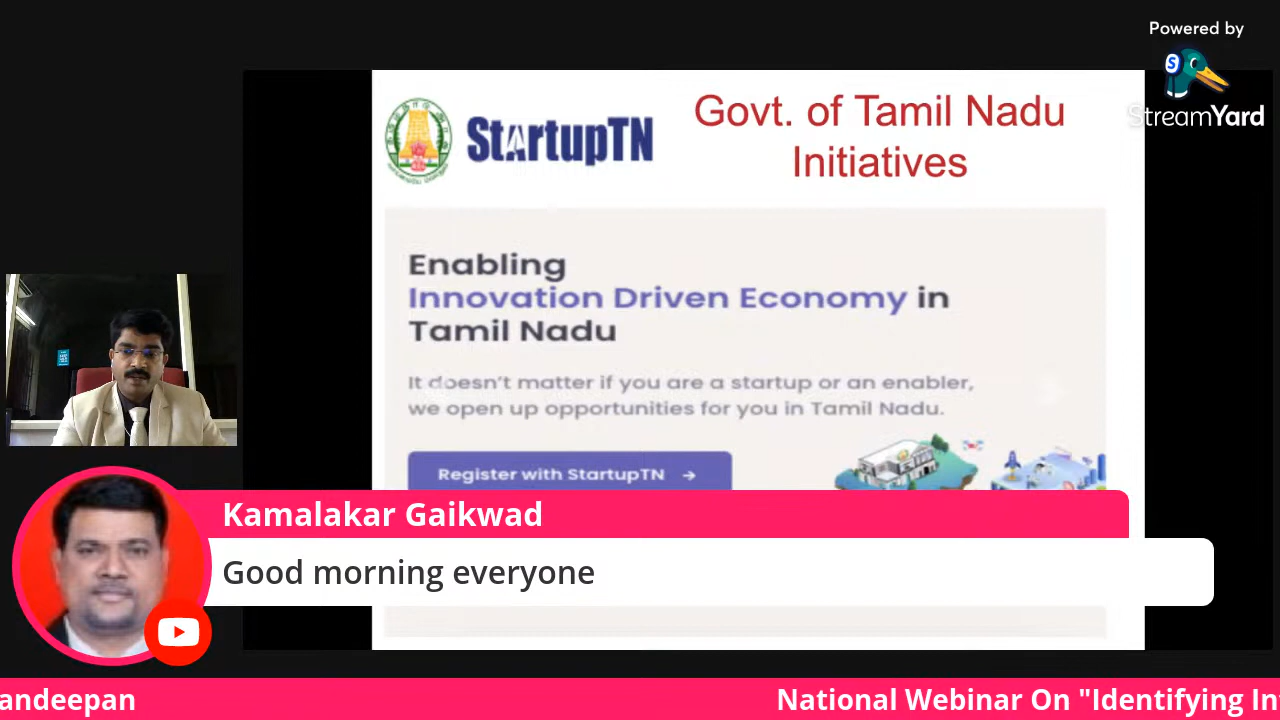 Powered by
StreamYard
StartupTN
Govt. of Tamil Nadu
Initiatives
Enabling
Innovation Driven Economy in
Tamil Nadu
It doesn't matter if you are a startup or an enabler,
we open up opportunities for you in Tamil Nadu.
Register with StartupTN →
Kamalakar Gaikwad
Good morning everyone
andeepan
National Webinar On "Identifying In